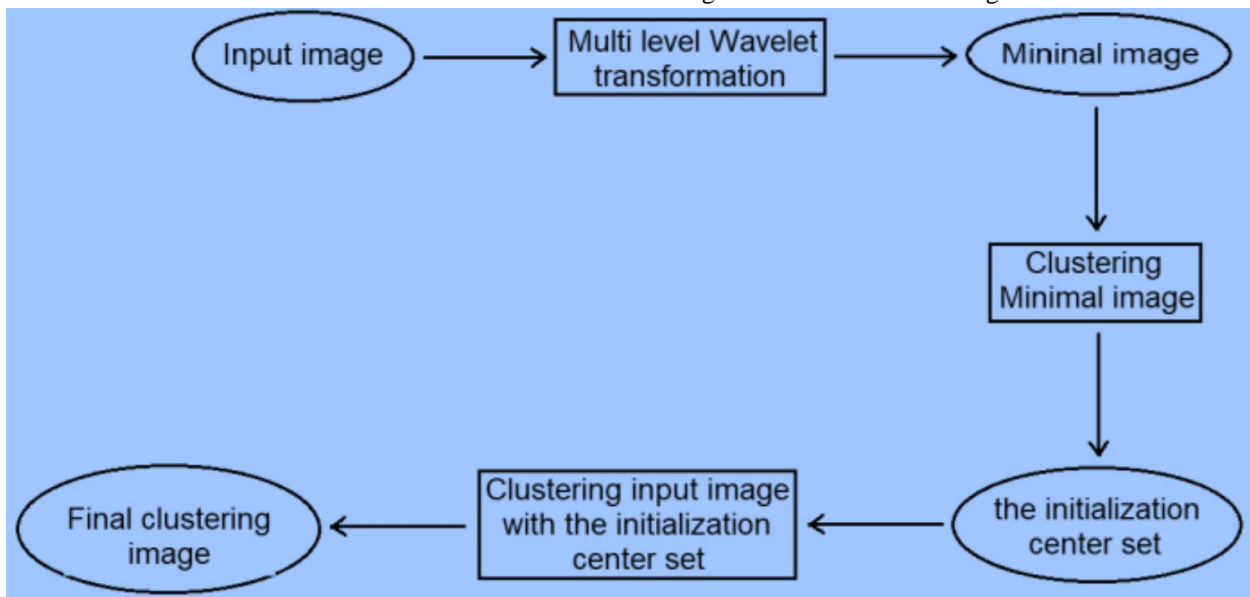 Input image
Multi level Wavelet
transformation
Mininal image
Clustering
Minimal image
the initialization
center set
Clustering input image
with the initialization
center set
Final clustering
image